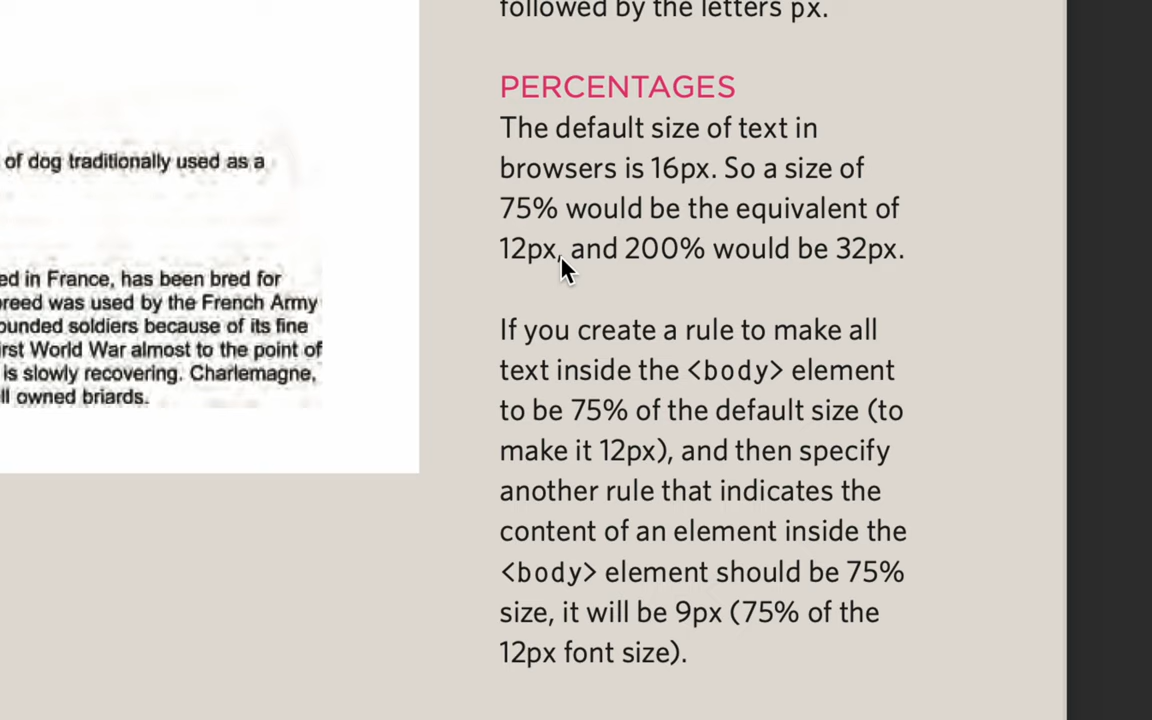 followed by the letters px.
PERCENTAGES
The default size of text in
browsers is 16px. So a size of
75% would be the equivalent of
12px, and 200% would be 32px.
If you create a rule to make all
text inside the <body> element
to be 75% of the default size (to
make it 12px), and then specify
another rule that indicates the
content of an element inside the
<body> element should be 75%
size, it will be 9px (75% of the
12px font size).
of dog traditionally used as a
ed in France, has been bred for
breed was used by the French Army
ounded soldiers because of its fine
irst World War almost to the point of
is slowly recovering. Charlemagne,
ll owned briards.